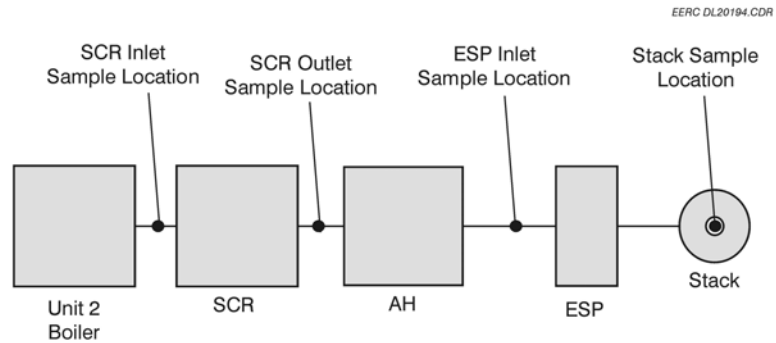 EERC DL20194.CDR
SCR Inlet
Sample Location
SCR Outlet
Sample Location
ESP Inlet
Sample Location
Stack Sample
Location
Unit 2
Boiler
SCR
AH
ESP
Stack